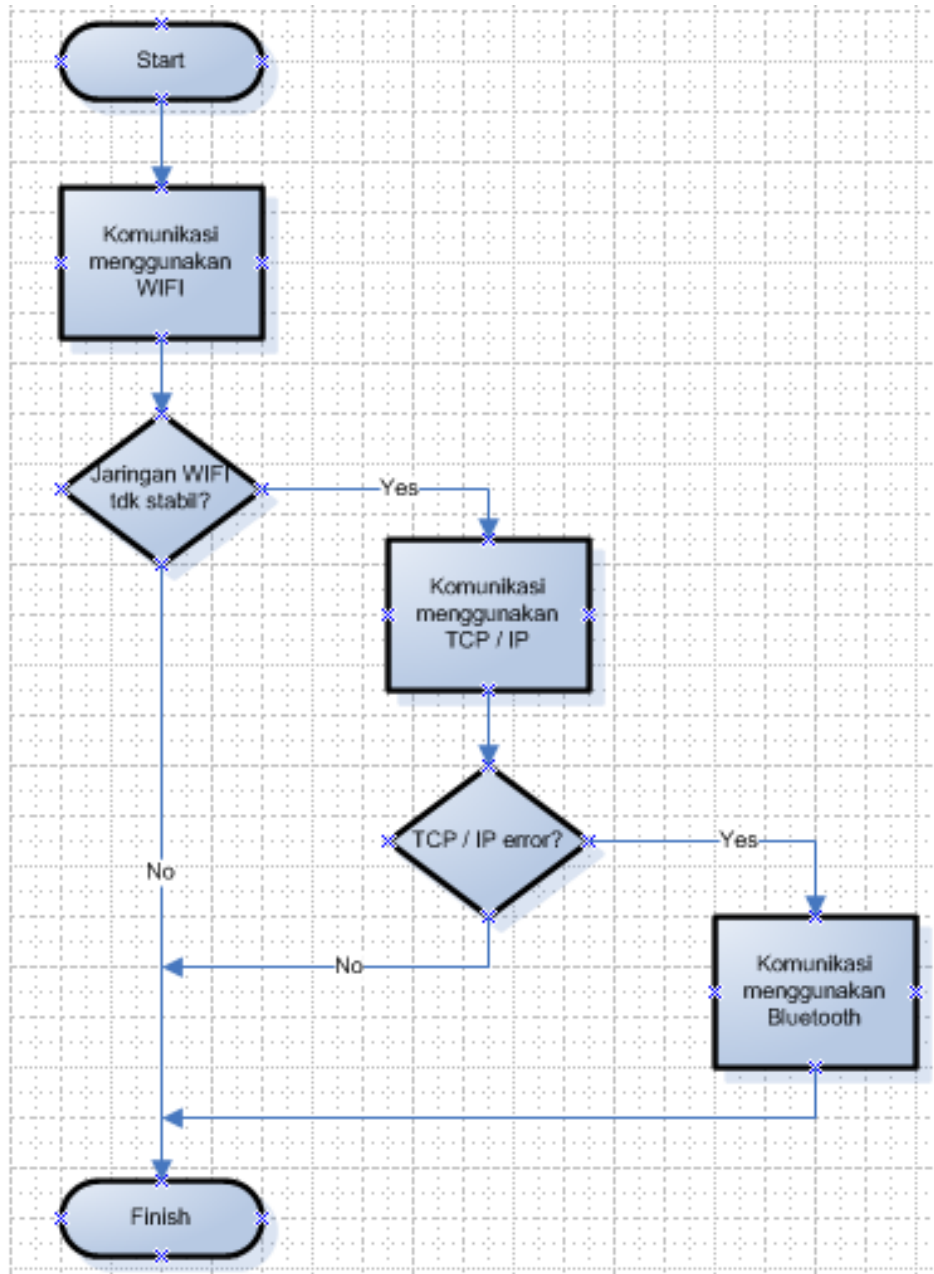 Start
Komunikasi
menggunakan
WIFI
Jaringan WIFI
tdk stabil?
Yes
Komunikasi
menggunakan
TCP / IP
TCP / IP error?
Yes
No
No
Komunikasi
menggunakan
Bluetooth
Finish